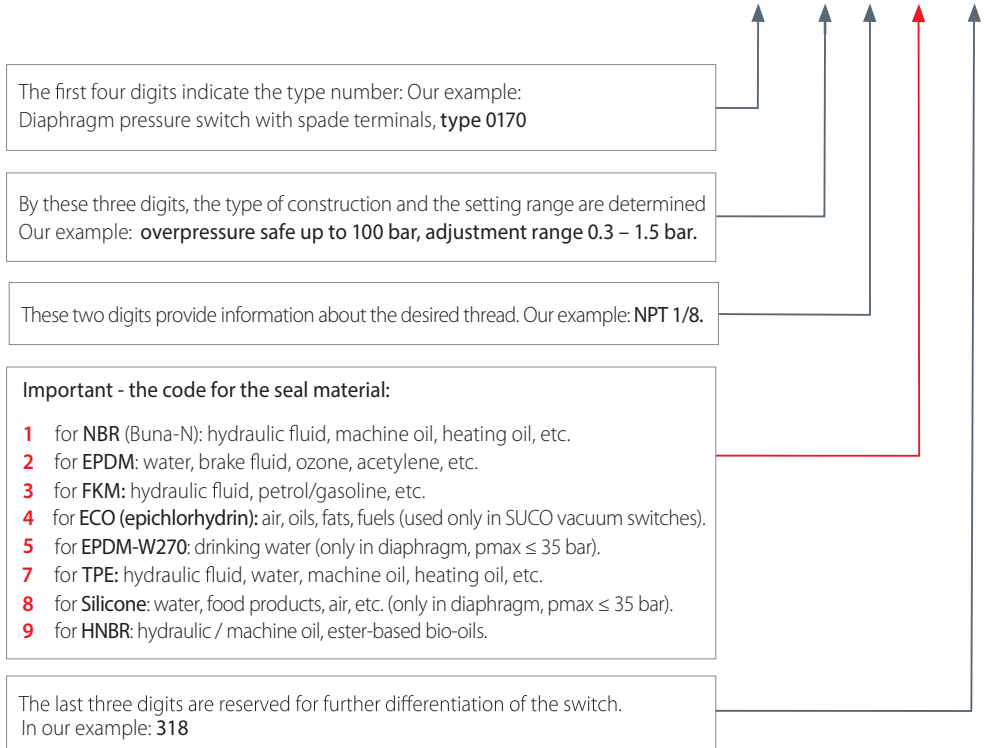 The first four digits indicate the type number: Our example:
Diaphragm pressure switch with spade terminals, type 0170
By these three digits, the type of construction and the setting range are determined
Our example: overpressure safe up to 100 bar, adjustment range 0.3 – 1.5 bar.
These two digits provide information about the desired thread. Our example: NPT 1/8.
Important - the code for the seal material:
1 for NBR (Buna-N): hydraulic fluid, machine oil, heating oil, etc.
2 for EPDM: water, brake fluid, ozone, acetylene, etc.
3 for FKM: hydraulic fluid, petrol/gasoline, etc.
4 for ECO (epichlorhydrin): air, oils, fats, fuels (used only in SUCO vacuum switches).
5 for EPDM-W270: drinking water (only in diaphragm, pmax ≤ 35 bar).
7 for TPE: hydraulic fluid, water, machine oil, heating oil, etc.
8 for Silicone: water, food products, air, etc. (only in diaphragm, pmax ≤ 35 bar).
9 for HNBR: hydraulic / machine oil, ester-based bio-oils.
The last three digits are reserved for further differentiation of the switch.
In our example: 318